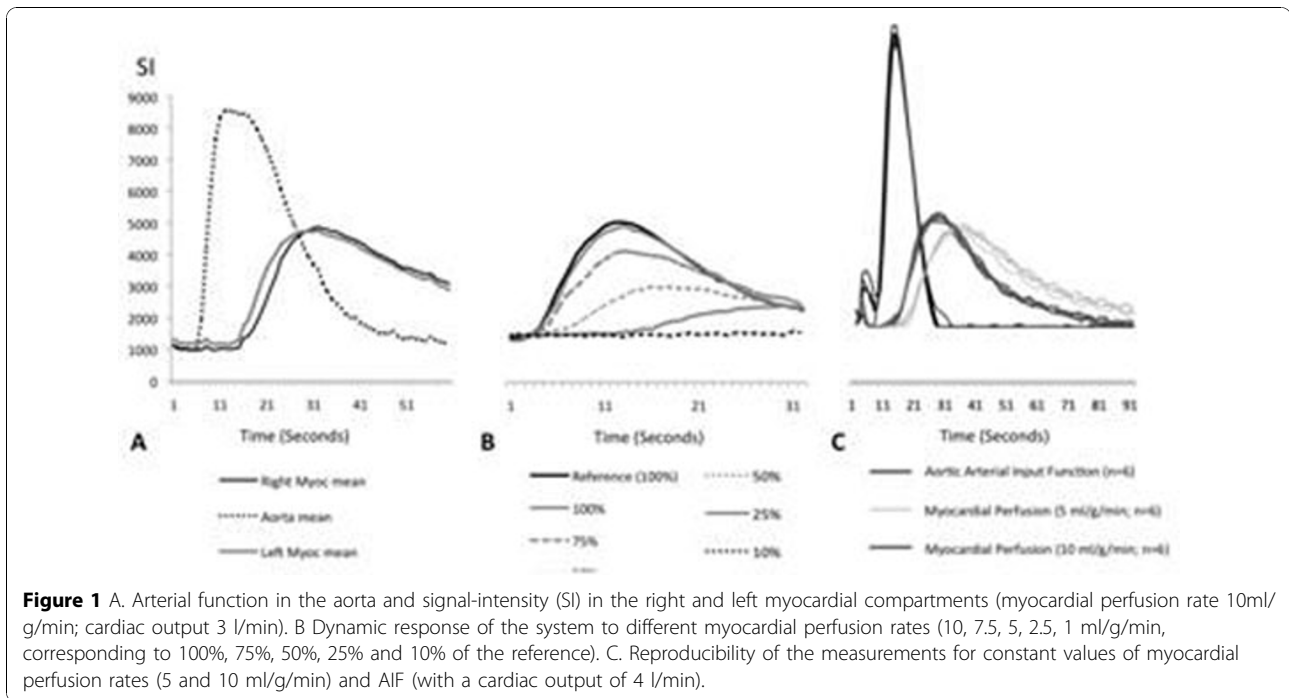 SI
9000
8000
7000
6000
5000
4000
3000
2000
1000
0
1 11 21 31 41 51
A Time (Seconds)
Right Myoc mean
Aorta mean
Left Myoc mean
1 11 21 31
B Time (Seconds)
Reference (100%) 50%
100% 25%
75% 10%
1 11 21 31 41 51 61 71 81 91
C Time (Seconds)
Aortic Arterial Input Function (n=6)
Myocardial Perfusion (5 ml/g/min; n=6)
Myocardial Perfusion (10 ml/g/min; n=6)
Figure 1 A. Arterial function in the aorta and signal-intensity (SI) in the right and left myocardial compartments (myocardial perfusion rate 10ml/
g/min; cardiac output 3 l/min). B Dynamic response of the system to different myocardial perfusion rates (10, 7.5, 5, 2.5, 1 ml/g/min,
corresponding to 100%, 75%, 50%, 25% and 10% of the reference). C. Reproducibility of the measurements for constant values of myocardial
perfusion rates (5 and 10 ml/g/min) and AIF (with a cardiac output of 4 l/min).